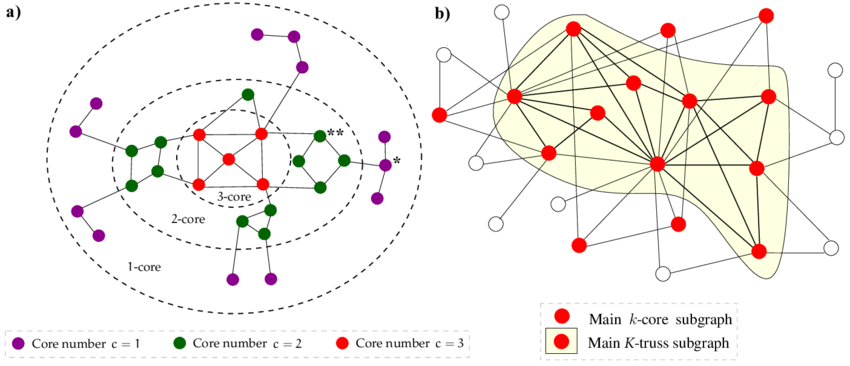 a)
b)
**
*
3-core
2-core
1-core
Core number c = 1
Core number c = 2
Core number c = 3
Main k-core subgraph
Main K-truss subgraph